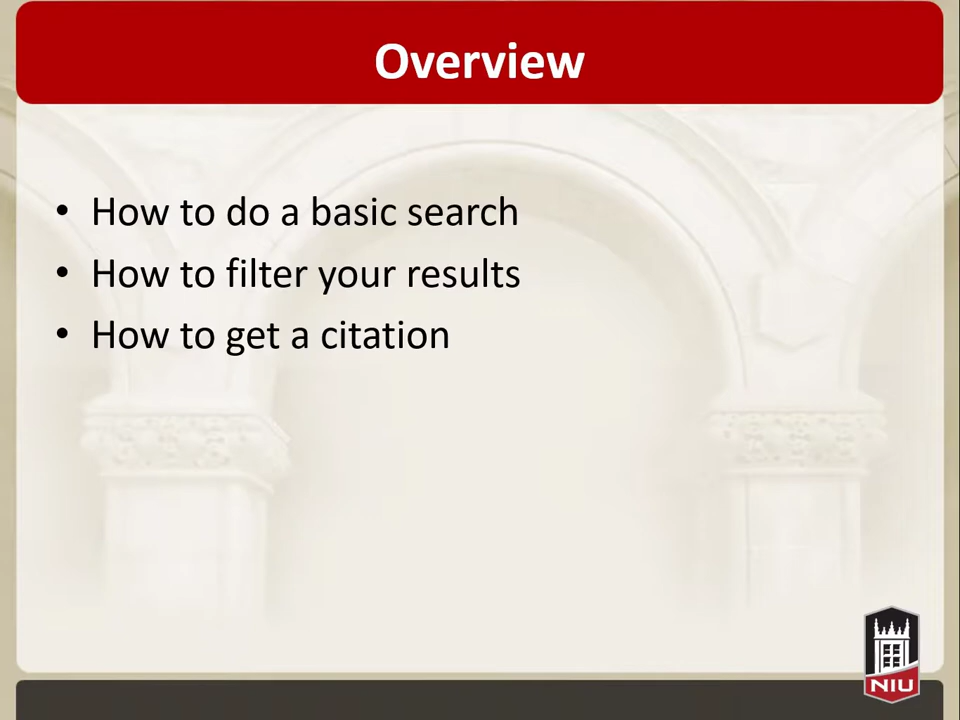 Overview
• How to do a basic search
• How to filter your results
• How to get a citation
NIU